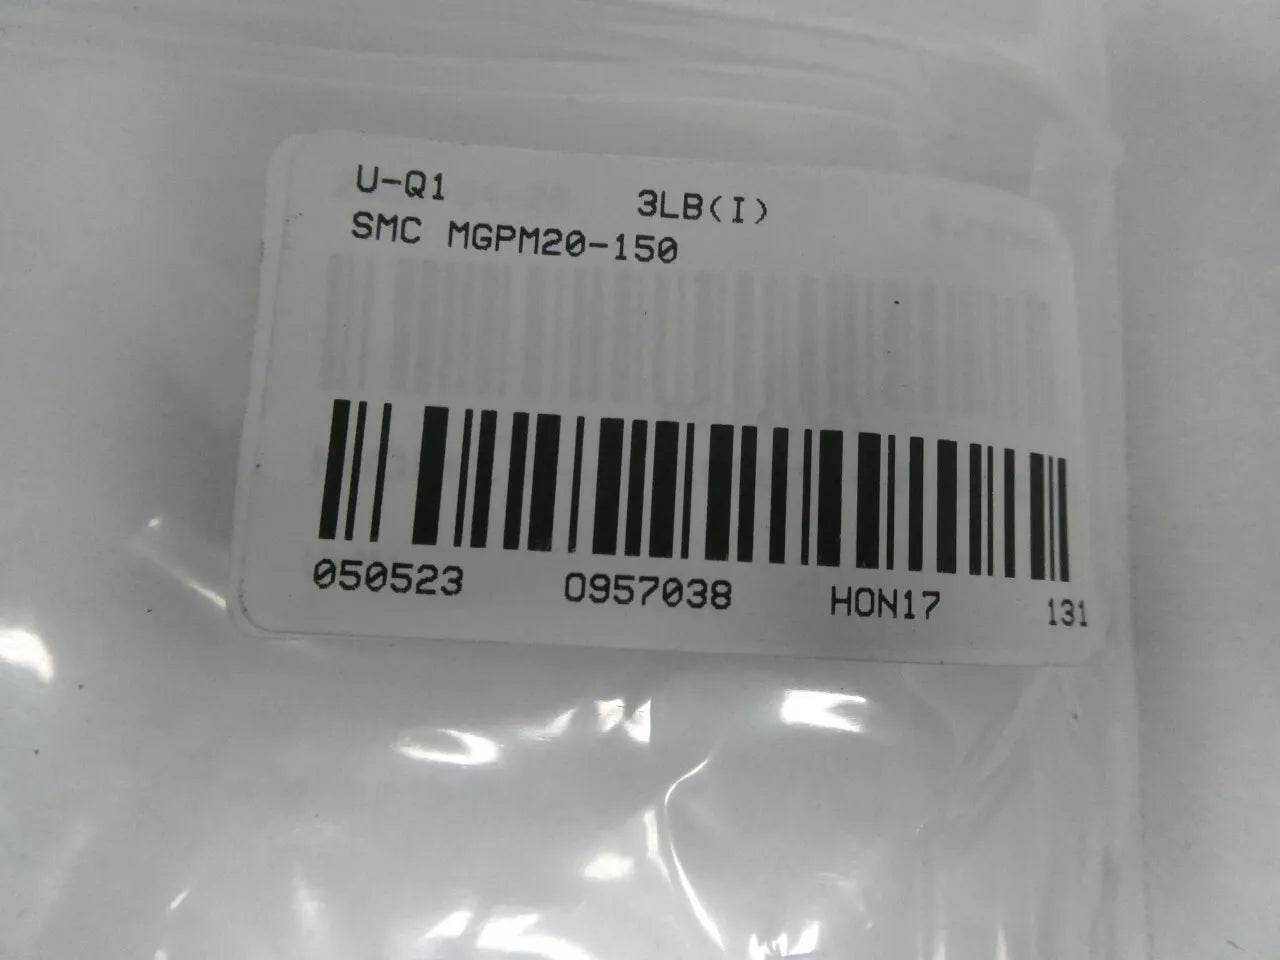 U-Q1 3LB(I)
SMC MGPM20-150
050523 0957038 HON17 131